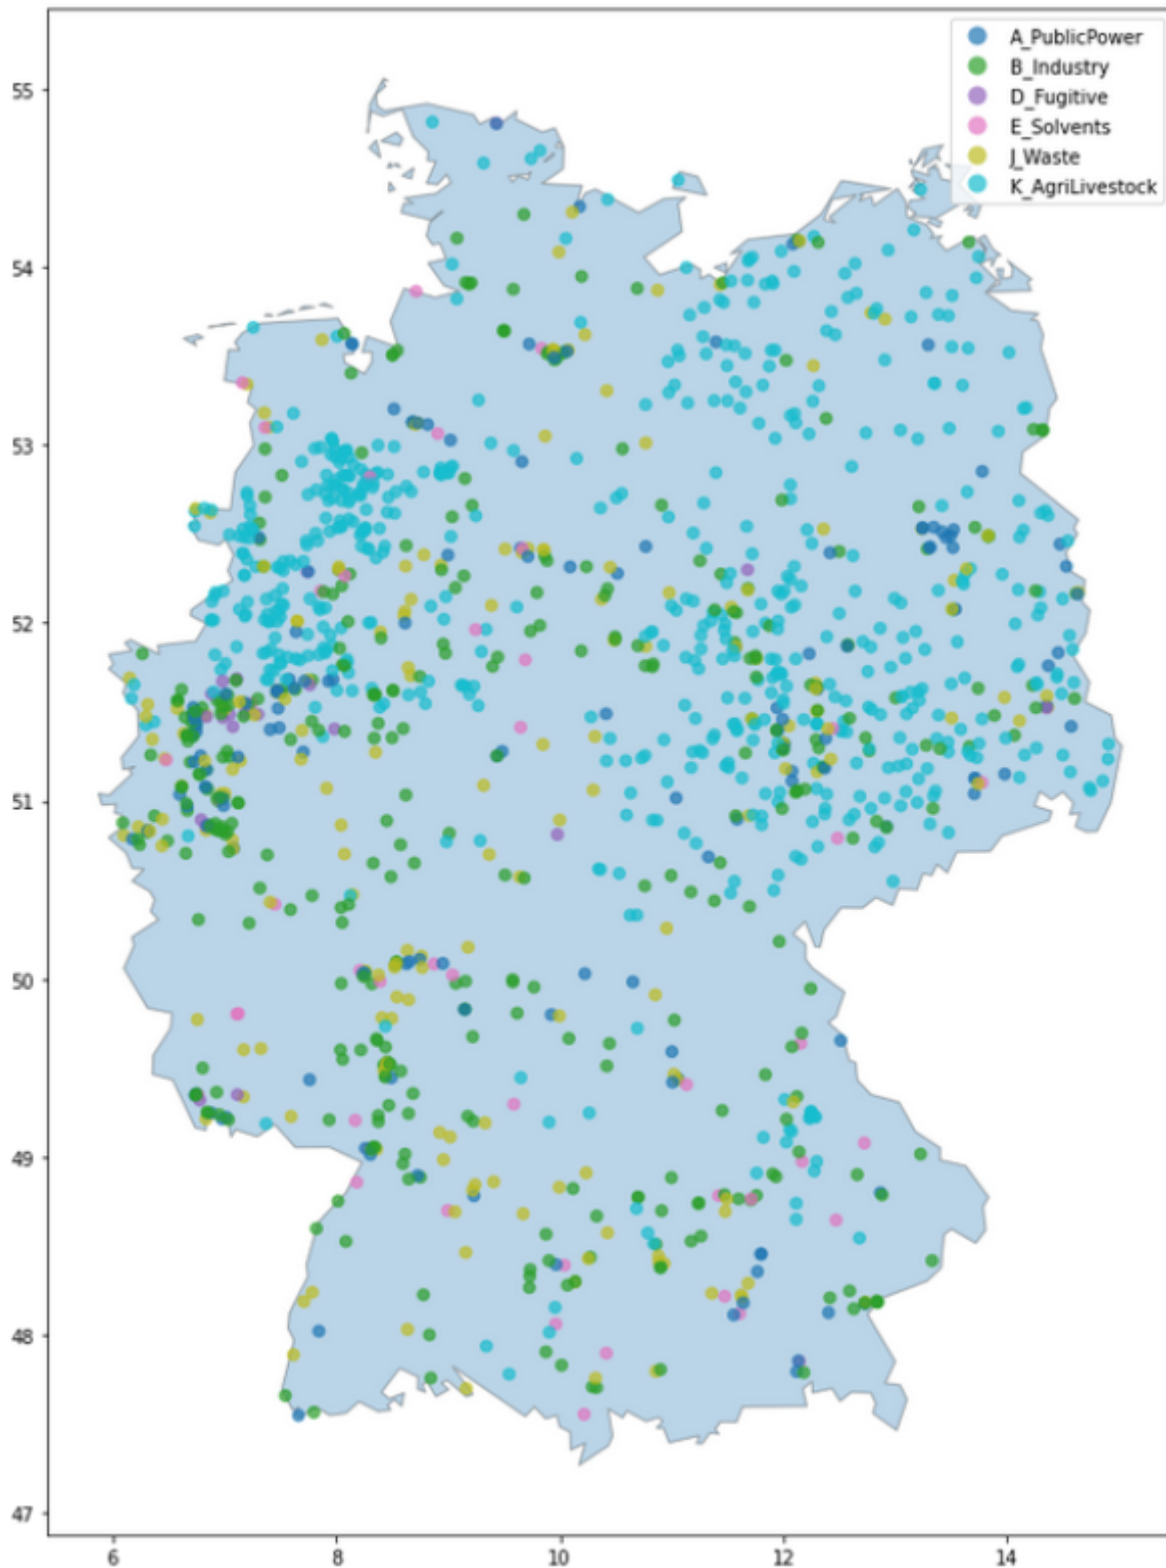 A_PublicPower
B_Industry
D_Fugitive
E_Solvents
J_Waste
K_AgriLivestock
55
54
53
52
51
50
49
48
47
6 8 10 12 14